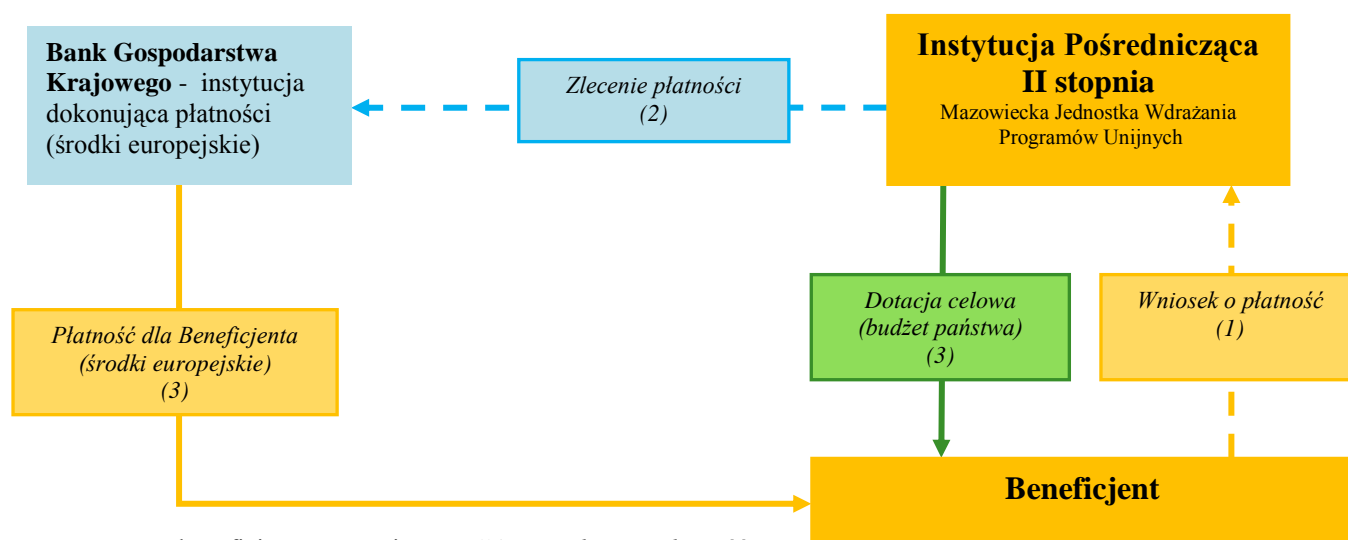 Bank Gospodarstwa
Krajowego - instytucja
dokonująca płatności
(środki europejskie)
Zlecenie płatności
(2)
Instytucja Pośrednicząca
II stopnia
Mazowiecka Jednostka Wdrażania
Programów Unijnych
Płatność dla Beneficjenta
(środki europejskie)
(3)
Dotacja celowa
(budżet państwa)
(3)
Wniosek o płatność
(1)
Beneficjent